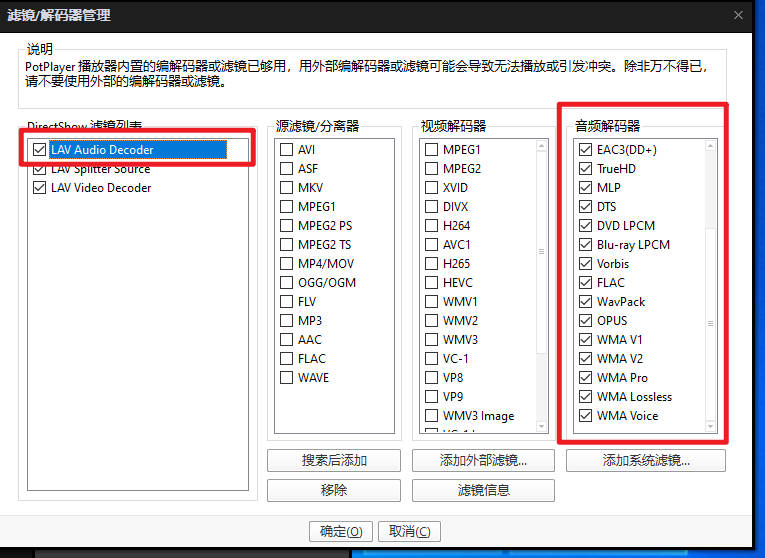 滤镜/解码器管理
说明
PotPlayer 播放器内置的编解码器或滤镜已够用，用外部编解码器或滤镜可能会导致无法播放或引发冲突。除非万不得已，
请不要使用外部的编解码器或滤镜。
DirectShow 滤镜列表
LAV Audio Decoder
LAV Splitter Source
LAV Video Decoder
源滤镜/分离器
AVI
ASF
MKV
MPEG1
MPEG2 PS
MPEG2 TS
MP4/MOV
OGG/OGM
FLV
MP3
AAC
FLAC
WAVE
视频解码器
MPEG1
MPEG2
XVID
DIVX
H264
AVC1
H265
HEVC
WMV1
WMV2
WMV3
VC-1
VP8
VP9
WMV3 Image
音频解码器
EAC3(DD+)
TrueHD
MLP
DTS
DVD LPCM
Blu-ray LPCM
Vorbis
FLAC
WavPack
OPUS
WMA V1
WMA V2
WMA Pro
WMA Lossless
WMA Voice
搜索后添加
添加外部滤镜...
添加系统滤镜...
移除
滤镜信息
确定(O)
取消(C)